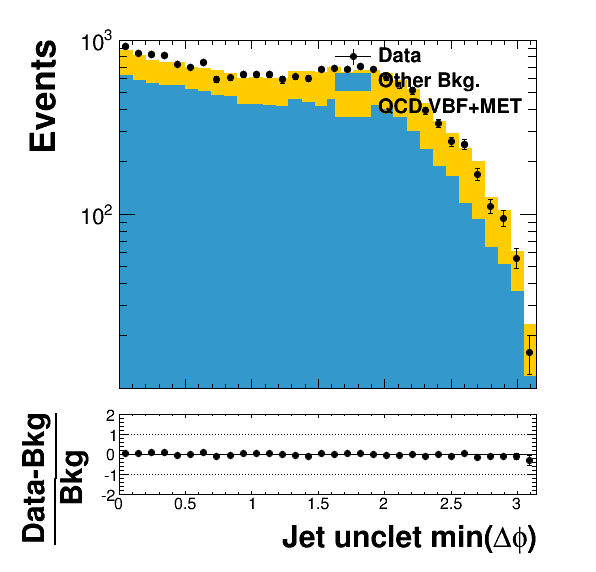 Events
10³
10²
Data
Other Bkg.
QCD VBF+MET
Data-Bkg
Bkg
2
1
0
-1
-2
0 0.5 1 1.5 2 2.5 3
Jet unclet min(Δϕ)